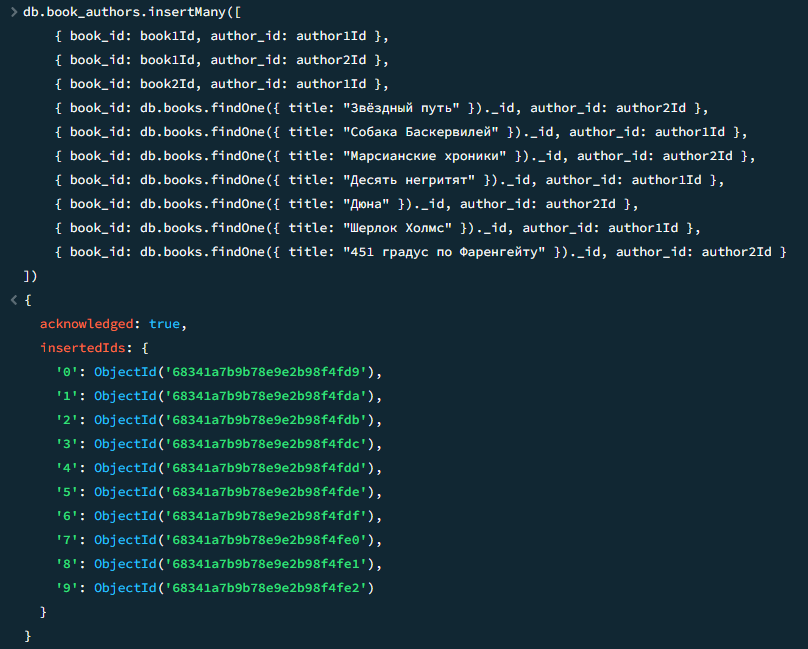 > db.book_authors.insertMany([
{ book_id: book1Id, author_id: author1Id },
{ book_id: book1Id, author_id: author2Id },
{ book_id: book2Id, author_id: author1Id },
{ book_id: db.books.findOne({ title: "Звёздный путь" })._id, author_id: author2Id },
{ book_id: db.books.findOne({ title: "Собака Баскервилей" })._id, author_id: author1Id },
{ book_id: db.books.findOne({ title: "Марсианские хроники" })._id, author_id: author2Id },
{ book_id: db.books.findOne({ title: "Десять негритят" })._id, author_id: author1Id },
{ book_id: db.books.findOne({ title: "Дюна" })._id, author_id: author2Id },
{ book_id: db.books.findOne({ title: "Шерлок Холмс" })._id, author_id: author1Id },
{ book_id: db.books.findOne({ title: "451 градус по Фаренгейту" })._id, author_id: author2Id }
])
< {
acknowledged: true,
insertedIds: {
'0': ObjectId('68341a7b9b78e9e2b98f4fd9'),
'1': ObjectId('68341a7b9b78e9e2b98f4fda'),
'2': ObjectId('68341a7b9b78e9e2b98f4fdb'),
'3': ObjectId('68341a7b9b78e9e2b98f4fdc'),
'4': ObjectId('68341a7b9b78e9e2b98f4fdd'),
'5': ObjectId('68341a7b9b78e9e2b98f4fde'),
'6': ObjectId('68341a7b9b78e9e2b98f4fdf'),
'7': ObjectId('68341a7b9b78e9e2b98f4fe0'),
'8': ObjectId('68341a7b9b78e9e2b98f4fe1'),
'9': ObjectId('68341a7b9b78e9e2b98f4fe2')
}
}